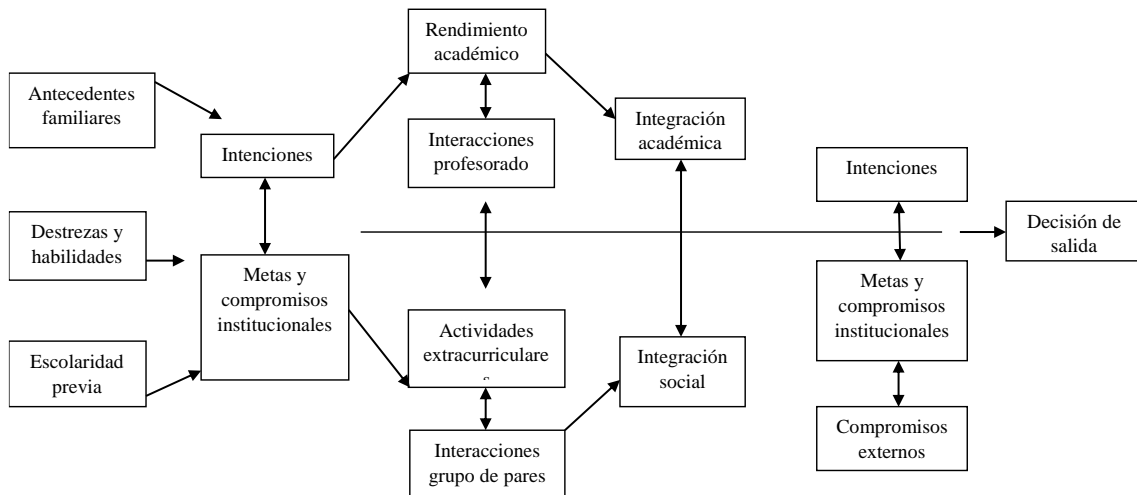 Antecedentes
familiares
Destrezas y
habilidades
Escolaridad
previa
Intenciones
Metas y
compromisos
institucionales
Rendimiento
académico
Interacciones
profesorado
Actividades
extracurriculare
s
Interacciones
grupo de pares
Integración
académica
Integración
social
Intenciones
Metas y
compromisos
institucionales
Compromisos
externos
Decisión de
salida